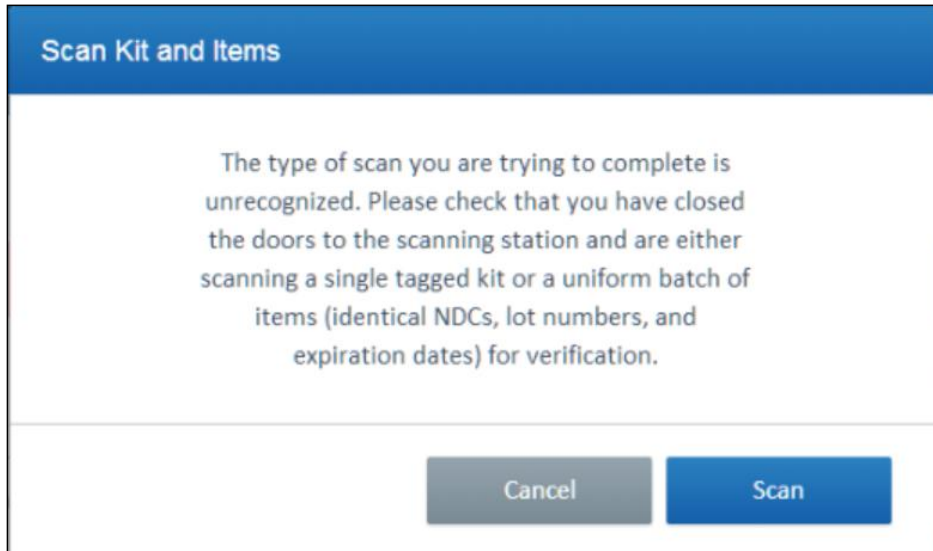 Scan Kit and Items
The type of scan you are trying to complete is
unrecognized. Please check that you have closed
the doors to the scanning station and are either
scanning a single tagged kit or a uniform batch of
items (identical NDCs, lot numbers, and
expiration dates) for verification.
Cancel
Scan